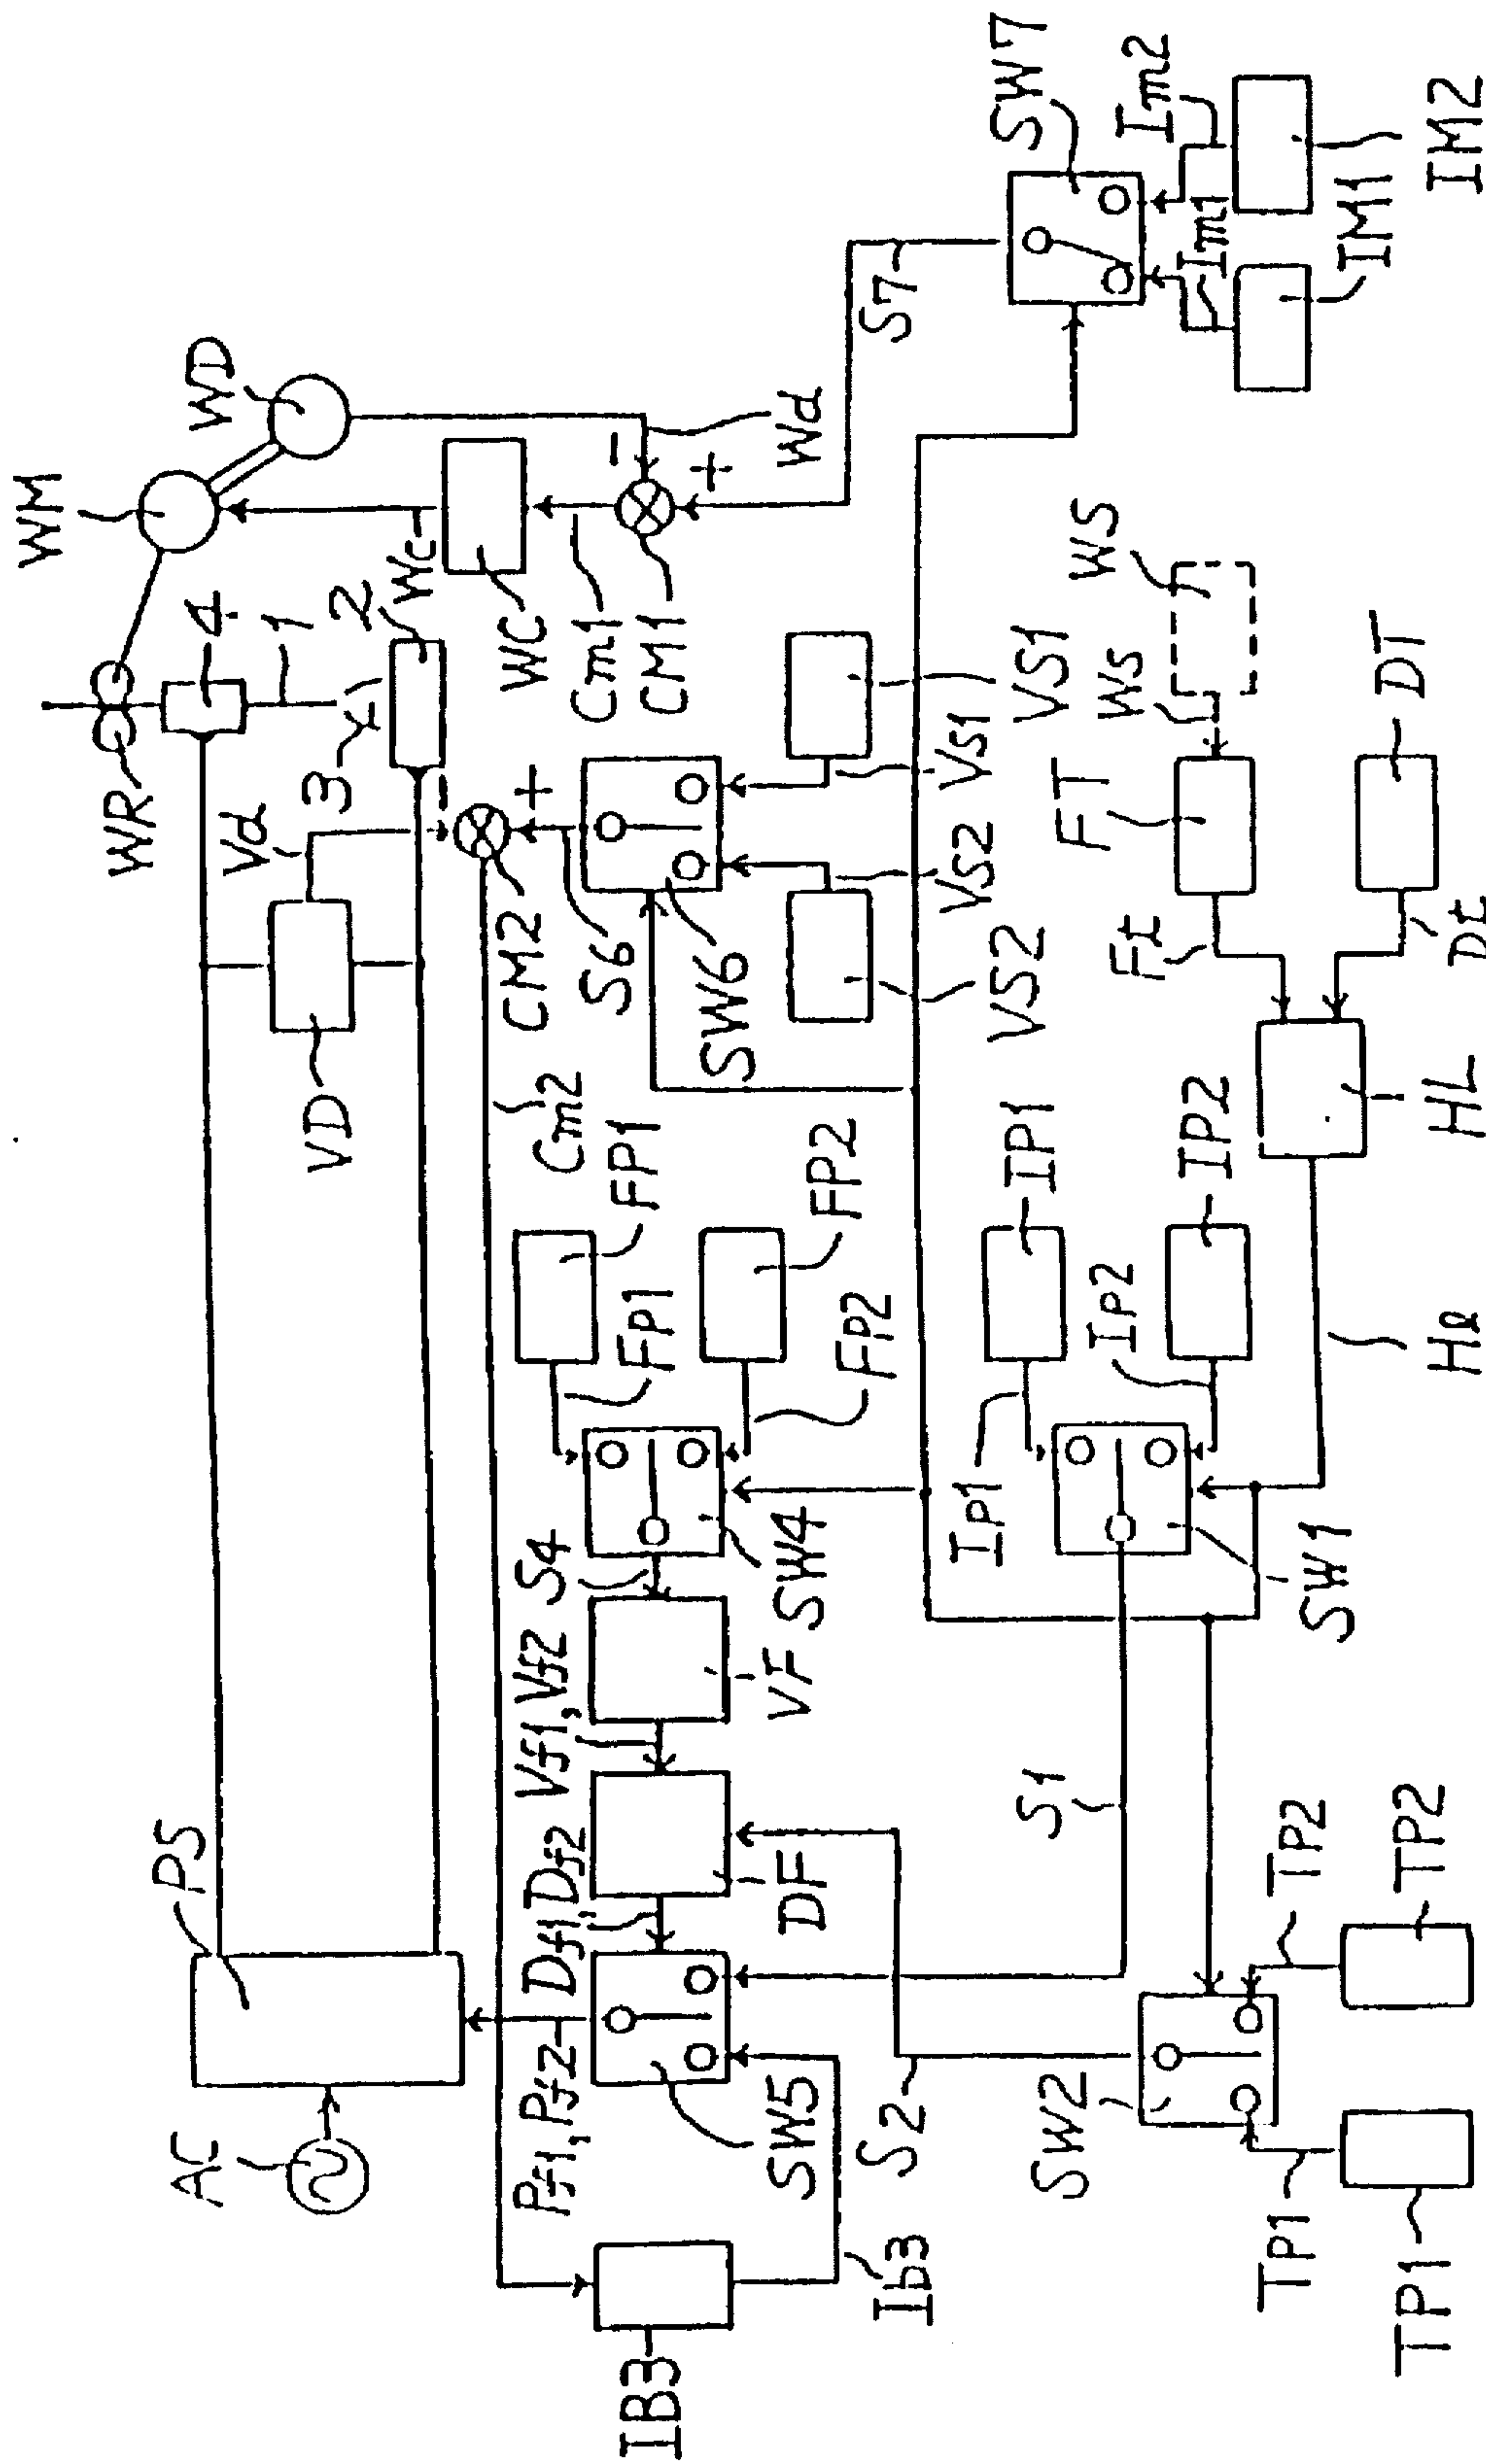 WM
WD
WR
4
1
2
3
Wc
WC
Cm1
CM1
Wd
S7
SW7
Im2
Im1
IM1
IM2
PS
AC
VD
Vd
CM2
Cm2
S6
SW6
VS1
Vs1
Vs2
VS2
WS
Ws
FT
Ft
DT
Dt
HL
Hl
FP1
FP1
FP2
FP2
S4
SW4
Vf1, Vf2
VF
Df1, Df2
DF
Pf1, Pf2
SW5
IB3
Ib3
IP1
Ip1
IP2
Ip2
SW1
S1
S2
SW2
TP1
TP1
TP2
TP2